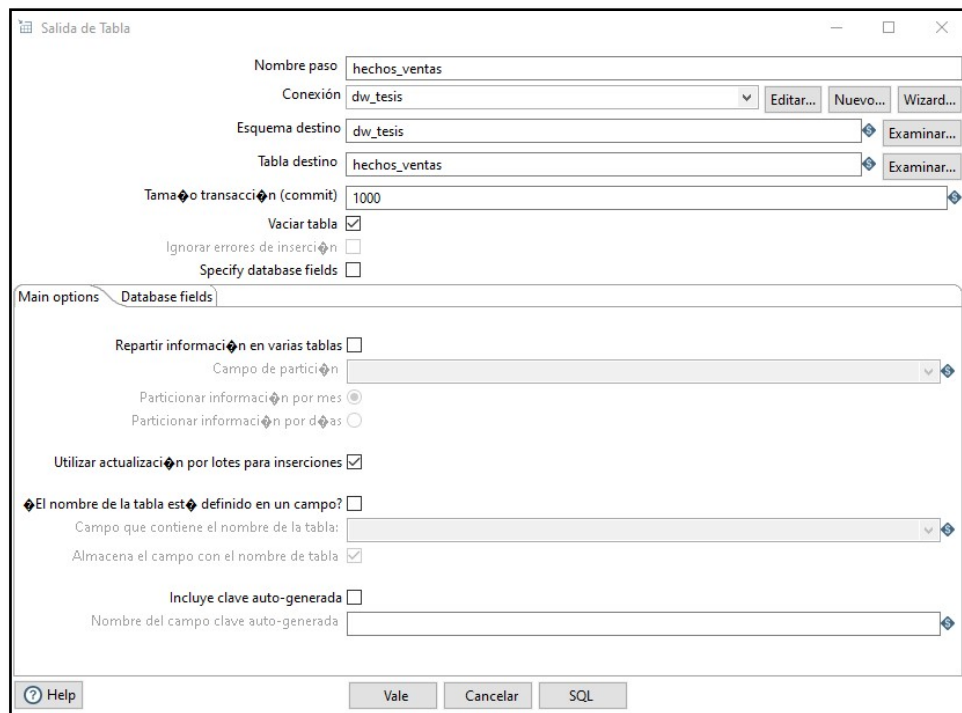 Salida de Tabla
Nombre paso hechos_ventas
Conexión dw_tesis Editar... Nuevo... Wizard...
Esquema destino dw_tesis Examinar...
Tabla destino hechos_ventas Examinar...
Tama�o transacci�n (commit) 1000
Vaciar tabla
Ignorar errores de inserci�n
Specify database fields
Main options Database fields
Repartir informaci�n en varias tablas
Campo de partici�n
Particionar informaci�n por mes
Particionar informaci�n por d�as
Utilizar actualizaci�n por lotes para inserciones
�El nombre de la tabla est� definido en un campo?
Campo que contiene el nombre de la tabla:
Almacena el campo con el nombre de tabla
Incluye clave auto-generada
Nombre del campo clave auto-generada
Help Vale Cancelar SQL